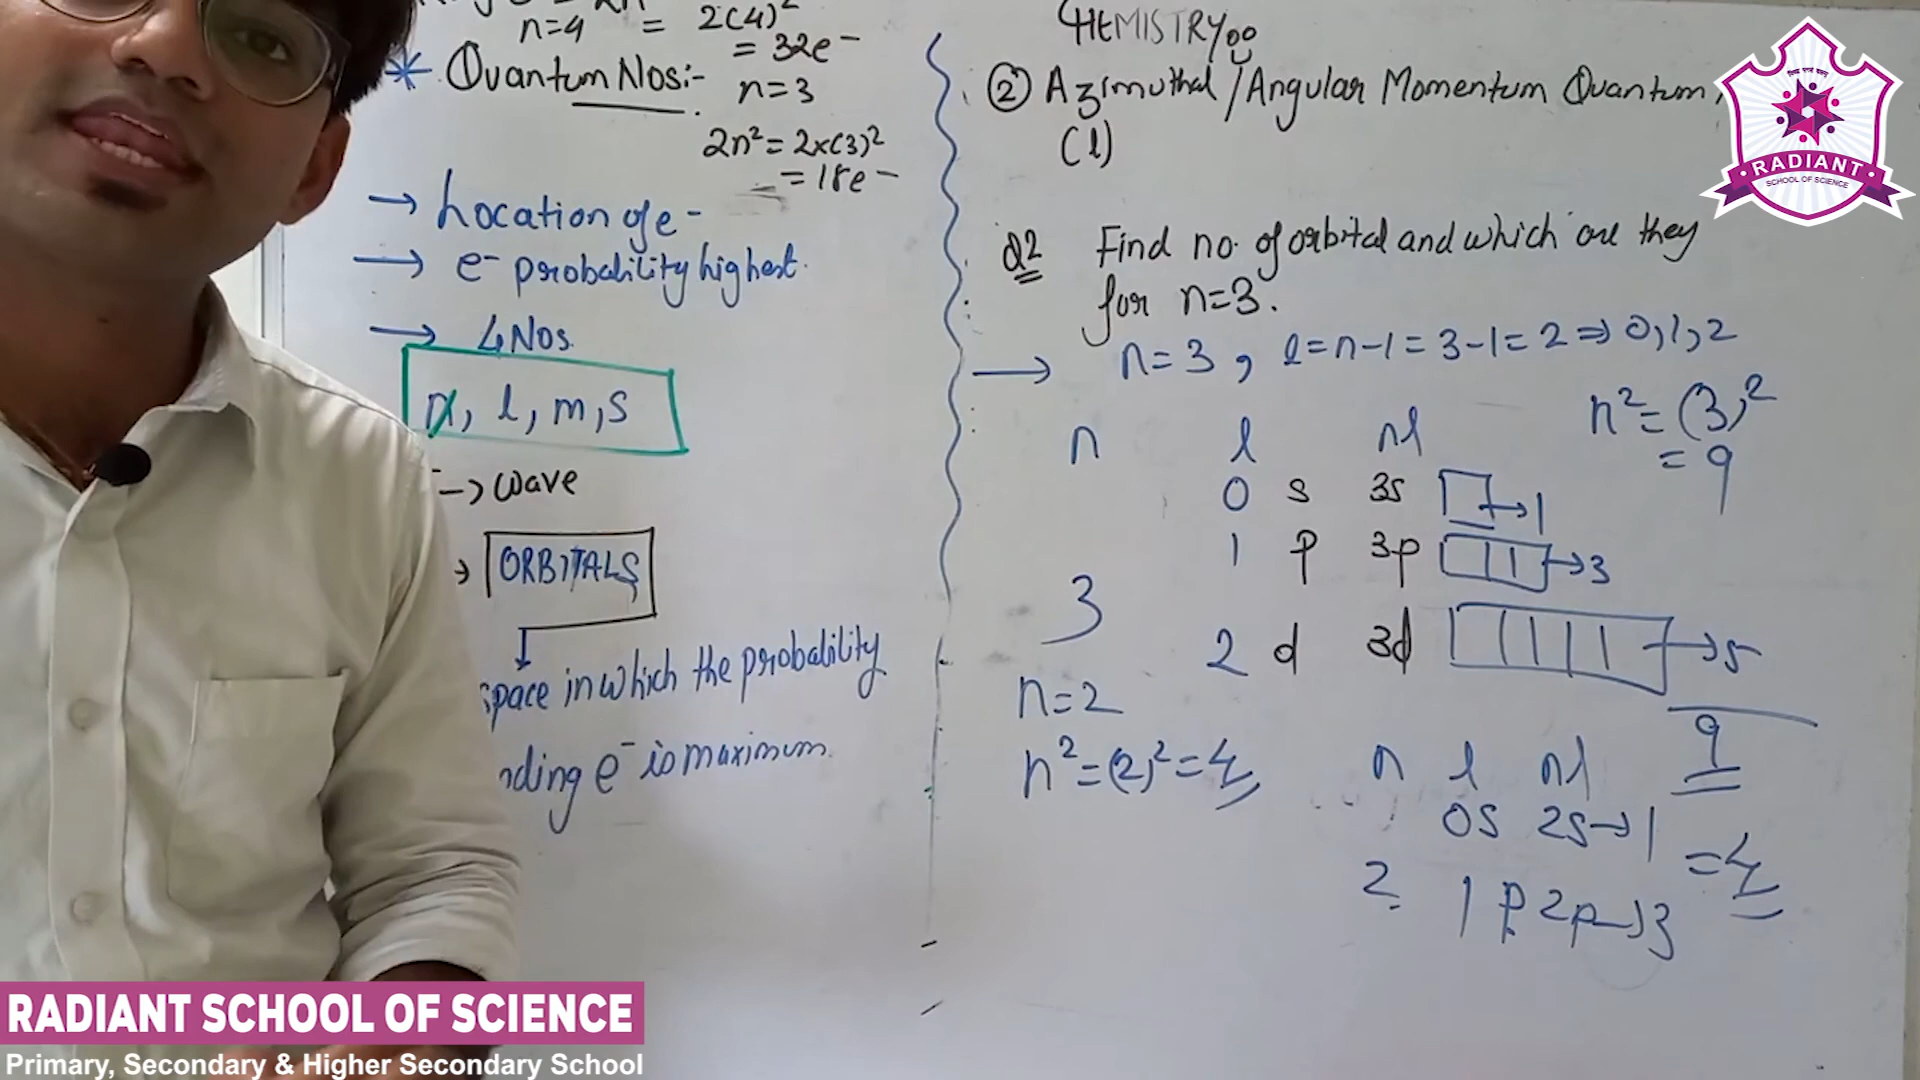 n=4 = 2(4)²
= 32e-
* Quantum Nos:-
n=3
2n² = 2x(3)²
= 18e-
→ Location of e-
→ e- probability highest.
→ 4 Nos.
n, l, m, s
-> wave
→ ORBITALS
space in which the probability
nding e- is maximum.
CHEMISTRY
② Azimuthal / Angular Momentum Quantum
(l)
Q2 Find no. of orbital and which are they
for n=3.
→ n=3, l=n-1=3-1=2⇒0,1,2
n² = (3)²
= 9
n l nl
0 s 3s →1
1 p 3p →3
3
2 d 3d →5
9
n=2
n²=(2)²=4
n l nl
0s 2s→1
=4
2
1 p 2p→3
RADIANT
SCHOOL OF SCIENCE
RADIANT SCHOOL OF SCIENCE
Primary, Secondary & Higher Secondary School